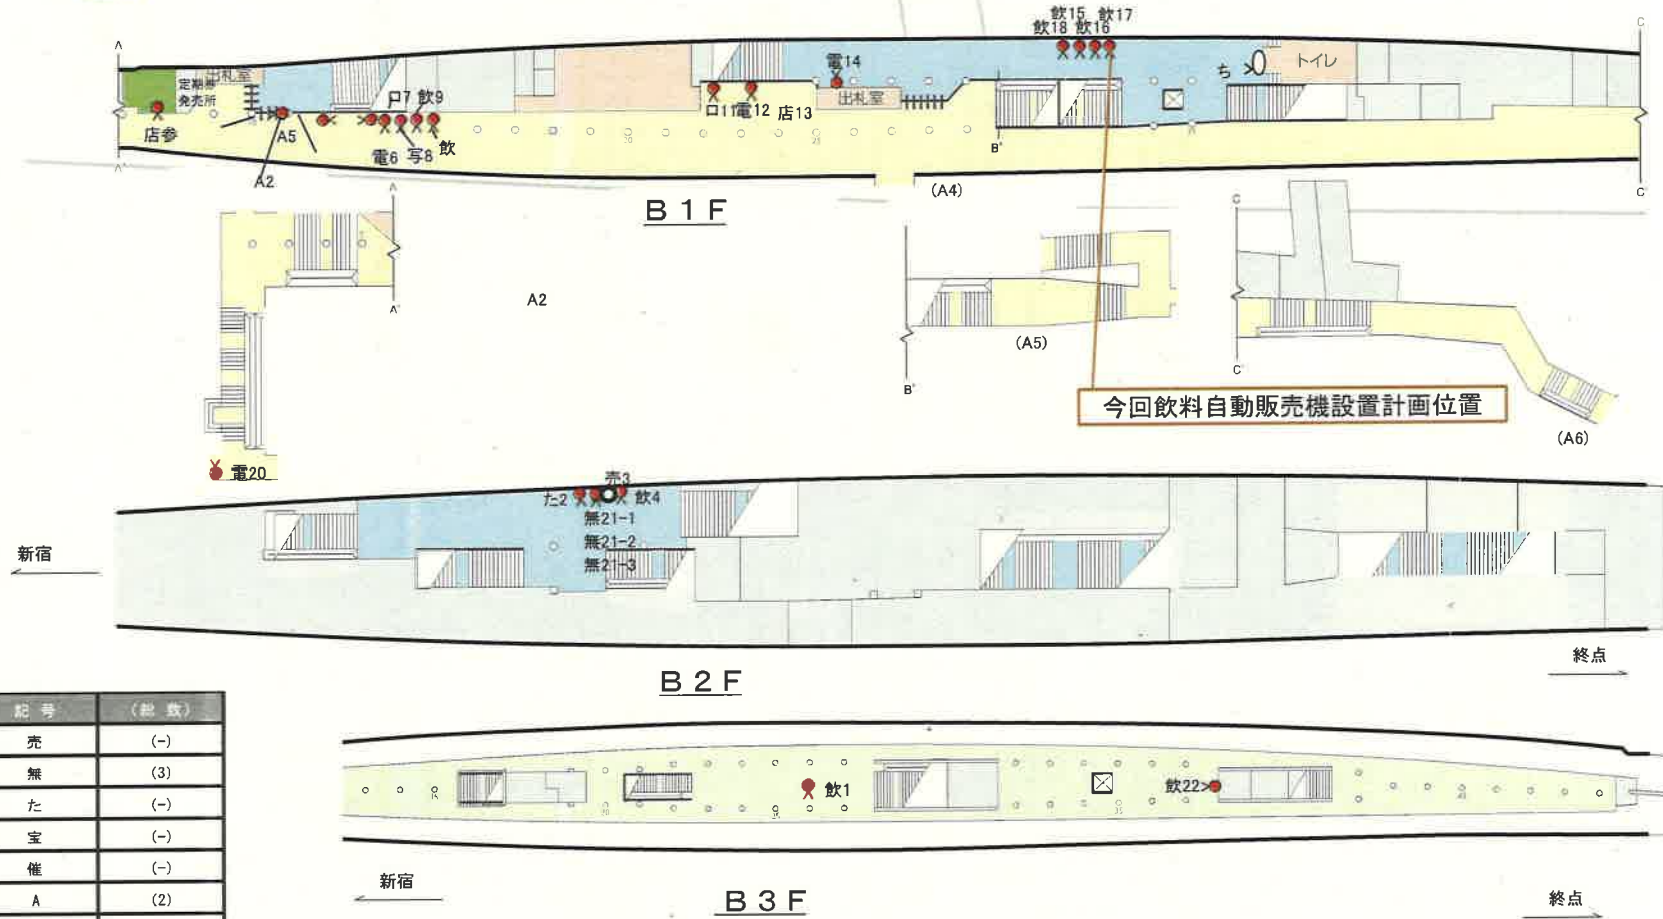 飲15 飲17
飲18 飲16
A
C
出札室
定期券
発売所
店参
A5
A2
口7 飲9
電6 写8
飲
口11 電12 店13
電14
出札室
ち
トイレ
B'
A'
C'
(A4)
B 1 F
A
A'
A2
B'
(A5)
C
C'
(A6)
今回飲料自動販売機設置計画位置
電20
売3
た2
飲4
無21-1
無21-2
無21-3
新宿
終点
B 2 F
記号 (総数)
売 (-)
無 (3)
た (-)
宝 (-)
催 (-)
A (2)
飲1
飲22
新宿
B 3 F
終点